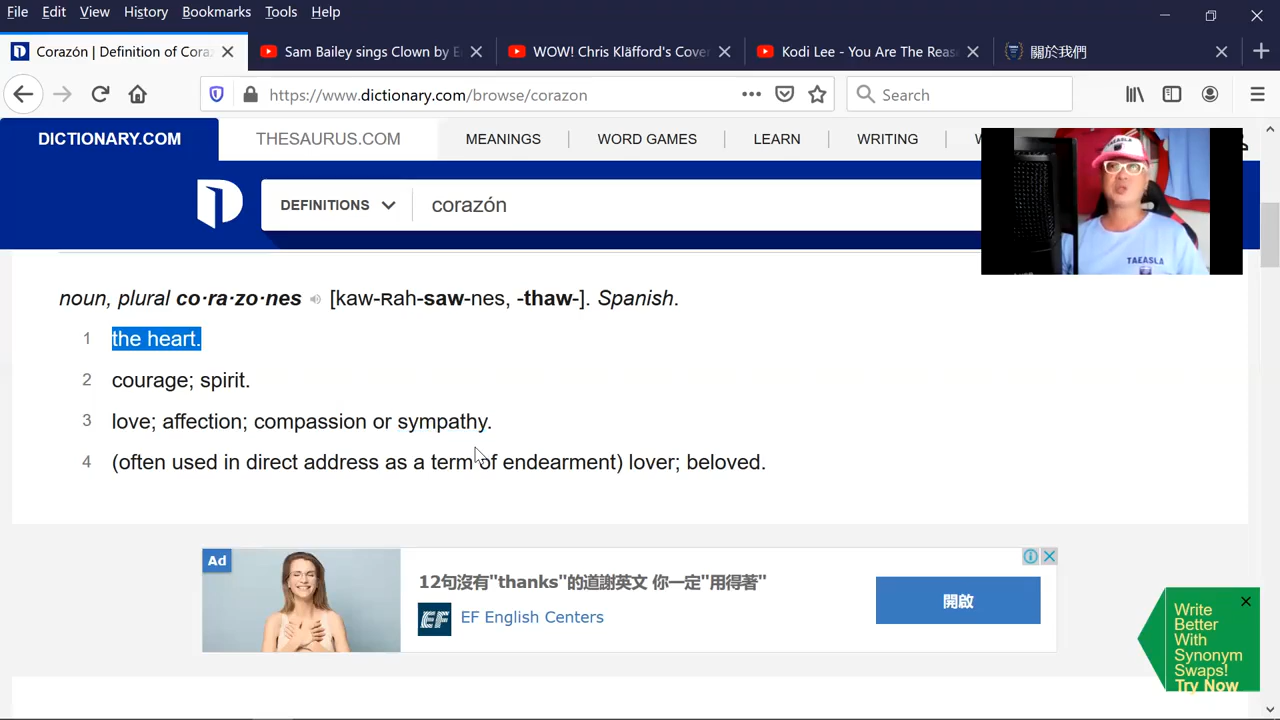 File Edit View History Bookmarks Tools Help
Corazón | Definition of Cora
Sam Bailey sings Clown by E
WOW! Chris Kläfford's Cover
Kodi Lee - You Are The Reaso
關於我們
https://www.dictionary.com/browse/corazon
Search
DICTIONARY.COM
THESAURUS.COM
MEANINGS
WORD GAMES
LEARN
WRITING
DEFINITIONS
corazón
TAEASLA
TAEASLA
noun, plural co·ra·zo·nes [kaw-Rah-saw-nes, -thaw-]. Spanish.
1 the heart.
2 courage; spirit.
3 love; affection; compassion or sympathy.
4 (often used in direct address as a term of endearment) lover; beloved.
Ad
12句沒有"thanks"的道謝英文 你一定"用得著"
EF EF English Centers
開啟
Write
Better
With
Synonym
Swaps!
Try Now